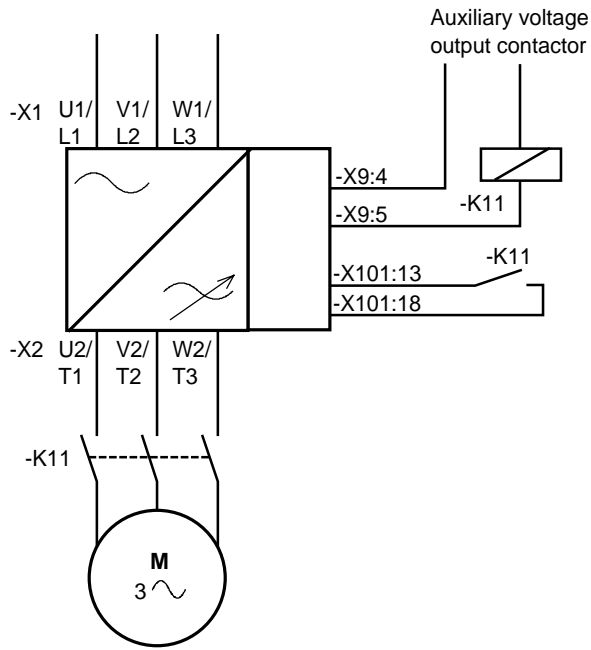 Auxiliary voltage
output contactor
-X1 U1/ V1/ W1/
L1 L2 L3
-X9:4
-X9:5 -K11
-K11
-X101:13
-X101:18
-X2 U2/ V2/ W2/
T1 T2 T3
-K11
M
3